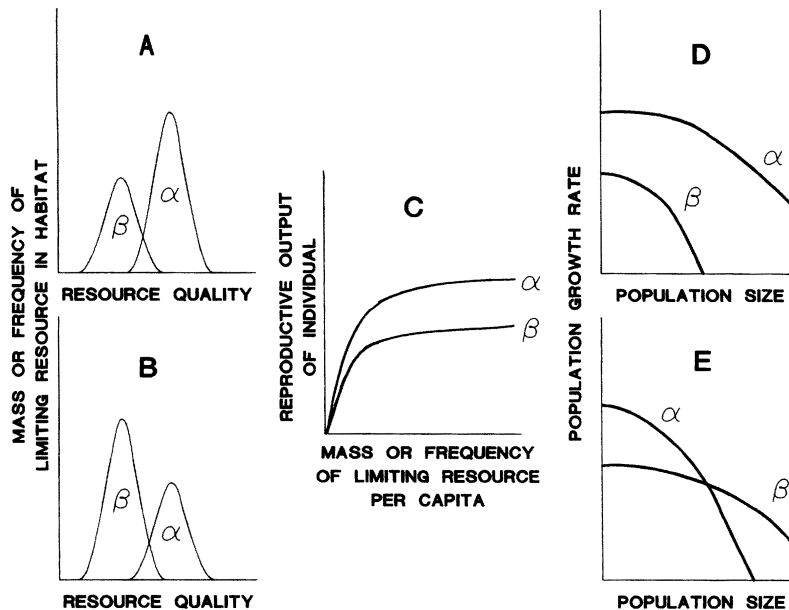 A
β
α
RESOURCE QUALITY
B
β
α
RESOURCE QUALITY
MASS OR FREQUENCY OF
LIMITING RESOURCE IN HABITAT
C
α
β
REPRODUCTIVE OUTPUT
OF INDIVIDUAL
MASS OR FREQUENCY
OF LIMITING RESOURCE
PER CAPITA
D
α
β
POPULATION SIZE
E
α
β
POPULATION SIZE
POPULATION GROWTH RATE